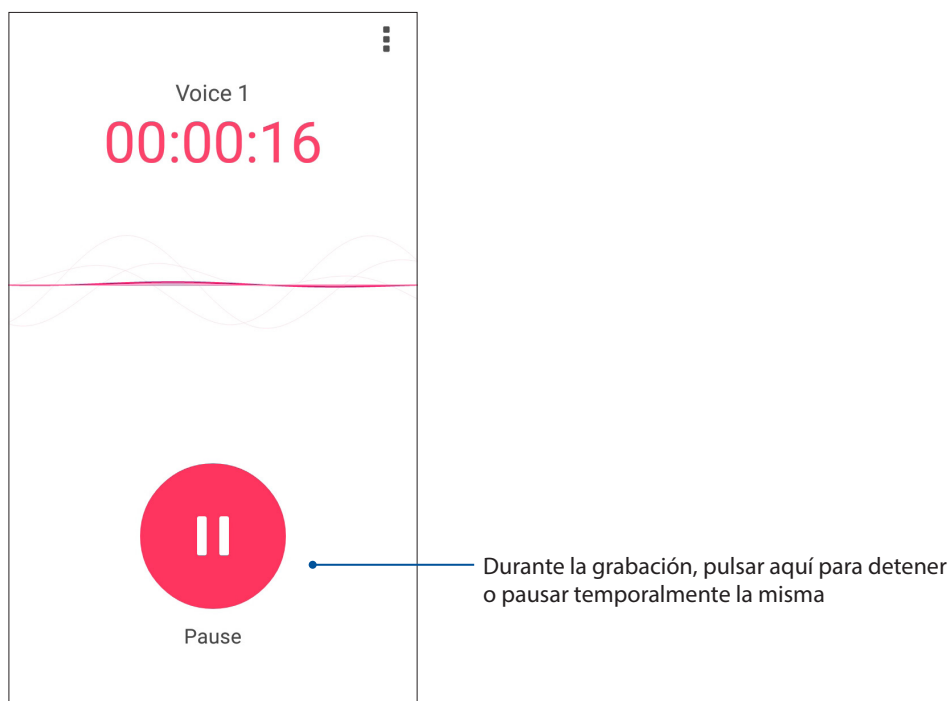 Voice 1
00:00:16
Durante la grabación, pulsar aquí para detener
o pausar temporalmente la misma
Pause